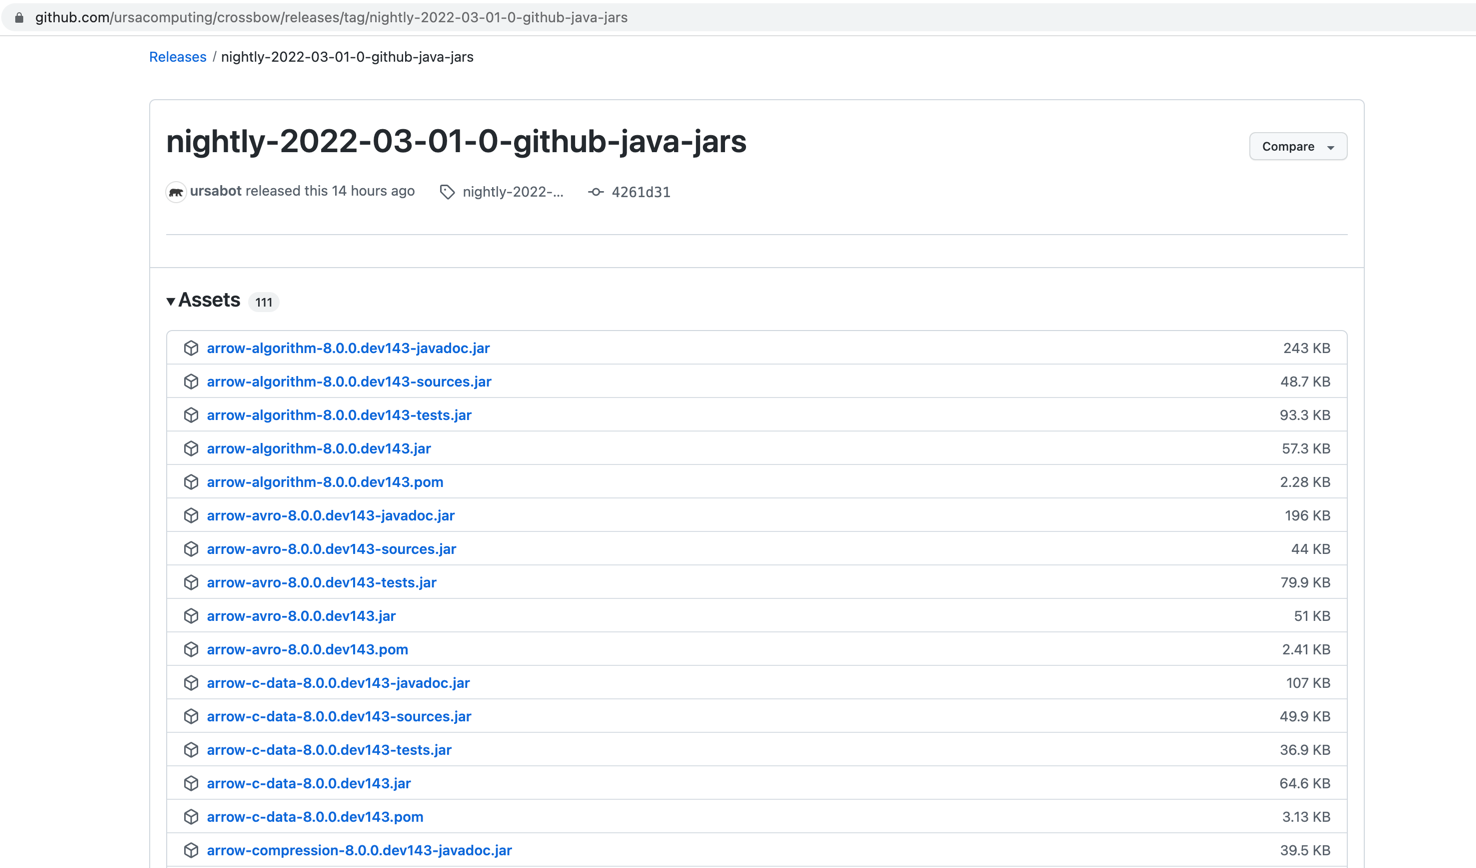 github.com/ursacomputing/crossbow/releases/tag/nightly-2022-03-01-0-github-java-jars
Releases / nightly-2022-03-01-0-github-java-jars
nightly-2022-03-01-0-github-java-jars
Compare
ursabot released this 14 hours ago nightly-2022-... 4261d31
Assets 111
arrow-algorithm-8.0.0.dev143-javadoc.jar 243 KB
arrow-algorithm-8.0.0.dev143-sources.jar 48.7 KB
arrow-algorithm-8.0.0.dev143-tests.jar 93.3 KB
arrow-algorithm-8.0.0.dev143.jar 57.3 KB
arrow-algorithm-8.0.0.dev143.pom 2.28 KB
arrow-avro-8.0.0.dev143-javadoc.jar 196 KB
arrow-avro-8.0.0.dev143-sources.jar 44 KB
arrow-avro-8.0.0.dev143-tests.jar 79.9 KB
arrow-avro-8.0.0.dev143.jar 51 KB
arrow-avro-8.0.0.dev143.pom 2.41 KB
arrow-c-data-8.0.0.dev143-javadoc.jar 107 KB
arrow-c-data-8.0.0.dev143-sources.jar 49.9 KB
arrow-c-data-8.0.0.dev143-tests.jar 36.9 KB
arrow-c-data-8.0.0.dev143.jar 64.6 KB
arrow-c-data-8.0.0.dev143.pom 3.13 KB
arrow-compression-8.0.0.dev143-javadoc.jar 39.5 KB